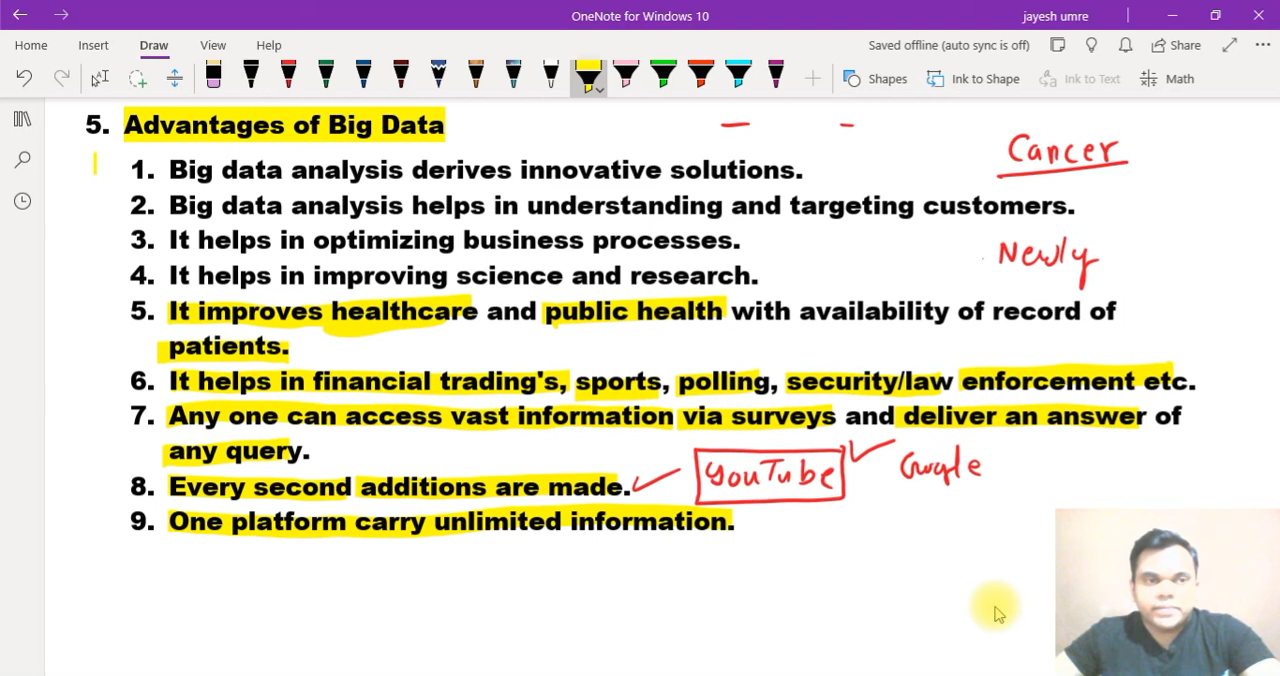 OneNote for Windows 10
jayesh umre
Home Insert Draw View Help
Saved offline (auto sync is off)
Share
Shapes
Ink to Shape
Ink to Text
Math
5. Advantages of Big Data
Cancer
1. Big data analysis derives innovative solutions.
2. Big data analysis helps in understanding and targeting customers.
3. It helps in optimizing business processes.
Newly
4. It helps in improving science and research.
5. It improves healthcare and public health with availability of record of
patients.
6. It helps in financial trading's, sports, polling, security/law enforcement etc.
7. Any one can access vast information via surveys and deliver an answer of
any query.
8. Every second additions are made.
YouTube
Google
9. One platform carry unlimited information.